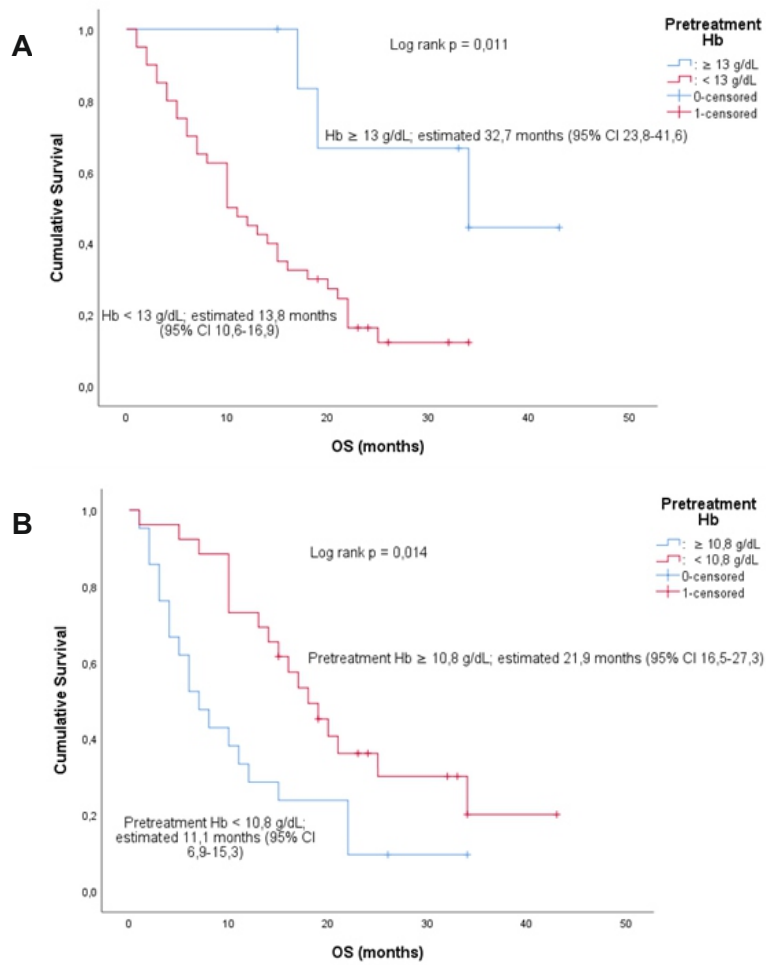 A
Log rank p = 0,011
Pretreatment
Hb
: ≥ 13 g/dL
: < 13 g/dL
0-censored
1-censored
Hb ≥ 13 g/dL; estimated 32,7 months (95% CI 23,8-41,6)
Hb < 13 g/dL; estimated 13,8 months
(95% CI 10,6-16,9)
Cumulative Survival
1,0
0,8
0,6
0,4
0,2
0,0
0 10 20 30 40 50
OS (months)
B
Log rank p = 0,014
Pretreatment
Hb
: ≥ 10,8 g/dL
: < 10,8 g/dL
0-censored
1-censored
Pretreatment Hb ≥ 10,8 g/dL; estimated 21,9 months (95% CI 16,5-27,3)
Pretreatment Hb < 10,8 g/dL;
estimated 11,1 months (95% CI
6,9-15,3)
Cumulative Survival
1,0
0,8
0,6
0,4
0,2
0,0
0 10 20 30 40 50
OS (months)